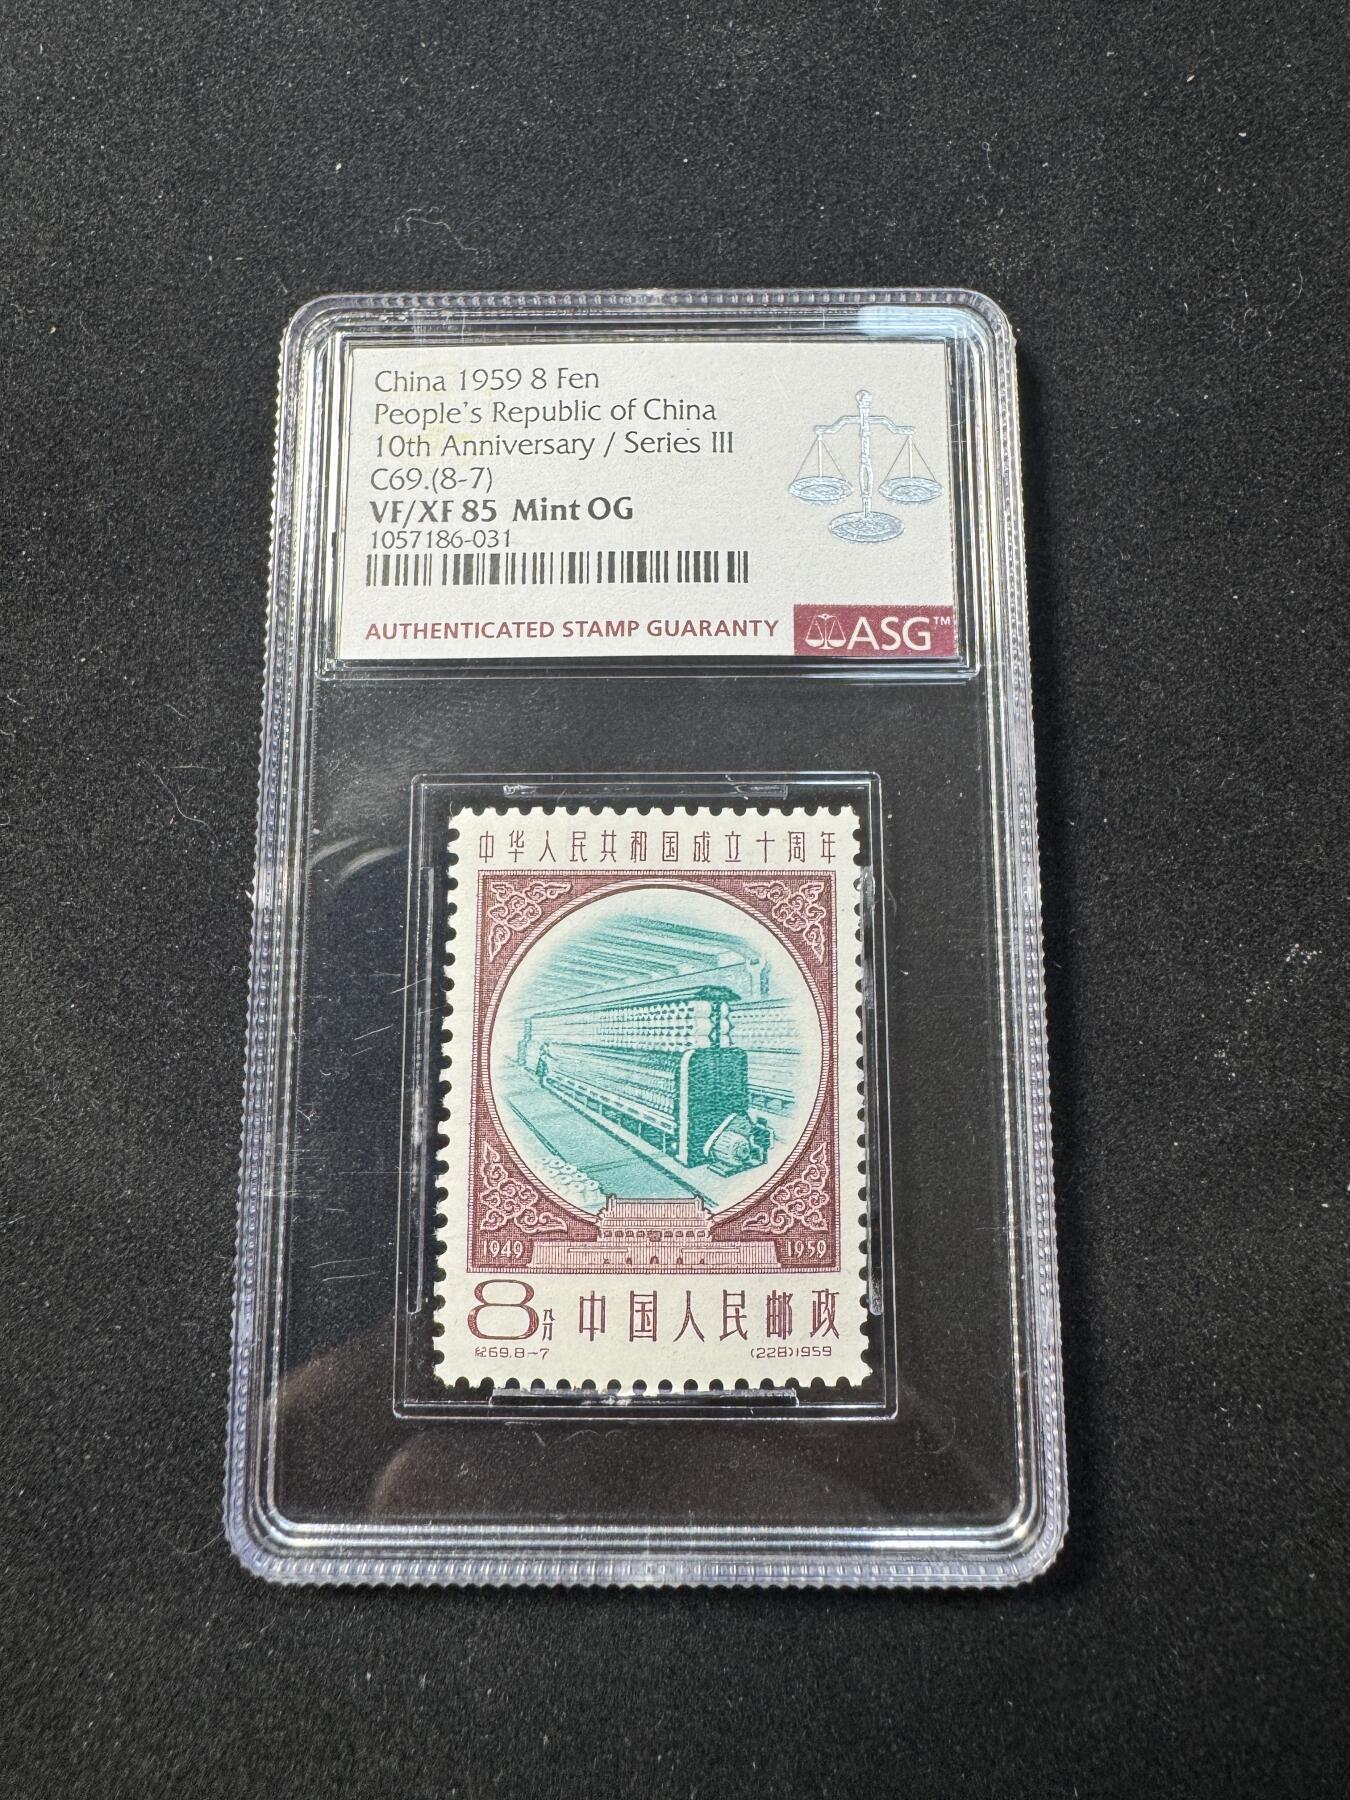 China 1959 8 Fen
People's Republic of China
10th Anniversary / Series III
C69.(8-7)
VF/XF 85 Mint OG
1057186-031
AUTHENTICATED STAMP GUARANTY
ASG™
中华人民共和国成立十周年
1949 1959
8分 中国人民邮政
纪69.8-7 (228)1959